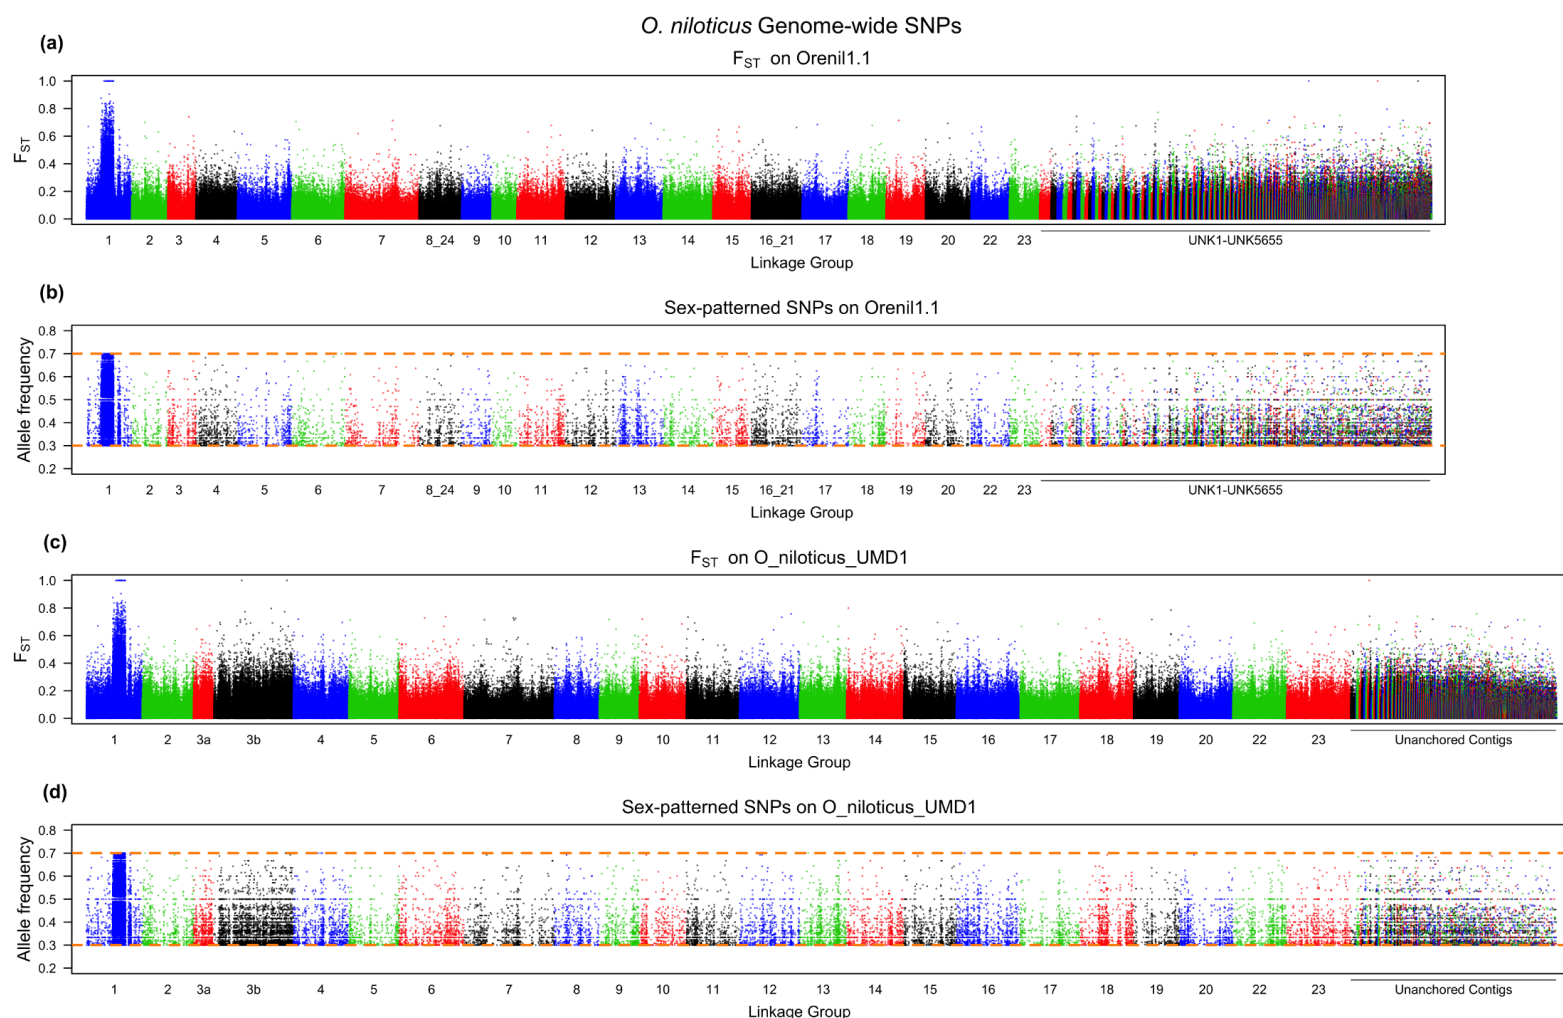 O. niloticus Genome-wide SNPs
(a)
FST on Orenil1.1
FST
1.0
0.8
0.6
0.4
0.2
0.0
1 2 3 4 5 6 7 8_24 9 10 11 12 13 14 15 16_21 17 18 19 20 22 23 UNK1-UNK5655
Linkage Group
(b)
Sex-patterned SNPs on Orenil1.1
Allele frequency
0.8
0.7
0.6
0.5
0.4
0.3
0.2
1 2 3 4 5 6 7 8_24 9 10 11 12 13 14 15 16_21 17 18 19 20 22 23 UNK1-UNK5655
Linkage Group
(c)
FST on O_niloticus_UMD1
FST
1.0
0.8
0.6
0.4
0.2
0.0
1 2 3a 3b 4 5 6 7 8 9 10 11 12 13 14 15 16 17 18 19 20 22 23 Unanchored Contigs
Linkage Group
(d)
Sex-patterned SNPs on O_niloticus_UMD1
Allele frequency
0.8
0.7
0.6
0.5
0.4
0.3
0.2
1 2 3a 3b 4 5 6 7 8 9 10 11 12 13 14 15 16 17 18 19 20 22 23 Unanchored Contigs
Linkage Group